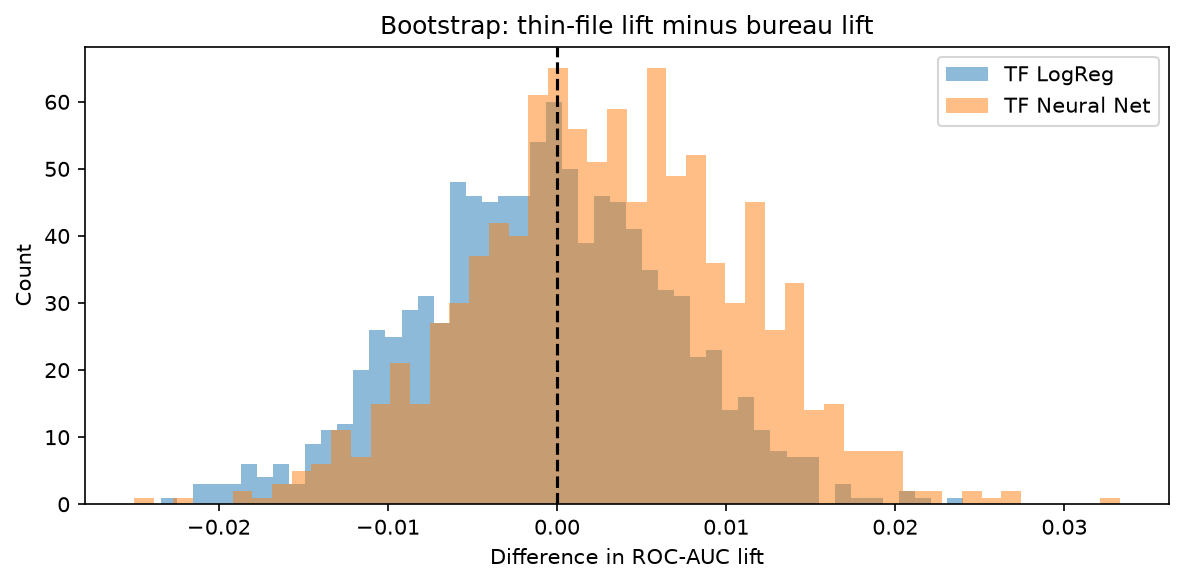 Bootstrap: thin-file lift minus bureau lift
TF LogReg
TF Neural Net
Count
60
50
40
30
20
10
0
−0.02
−0.01
0.00
0.01
0.02
0.03
Difference in ROC-AUC lift